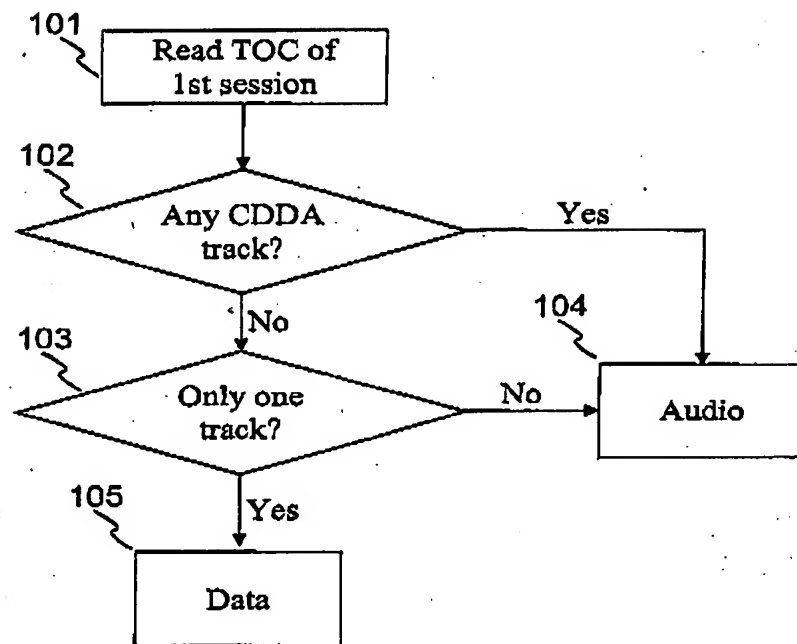 101
Read TOC of
1st session
102
Any CDDA
track?
Yes
No
103
Only one
track?
No
104
Audio
Yes
105
Data